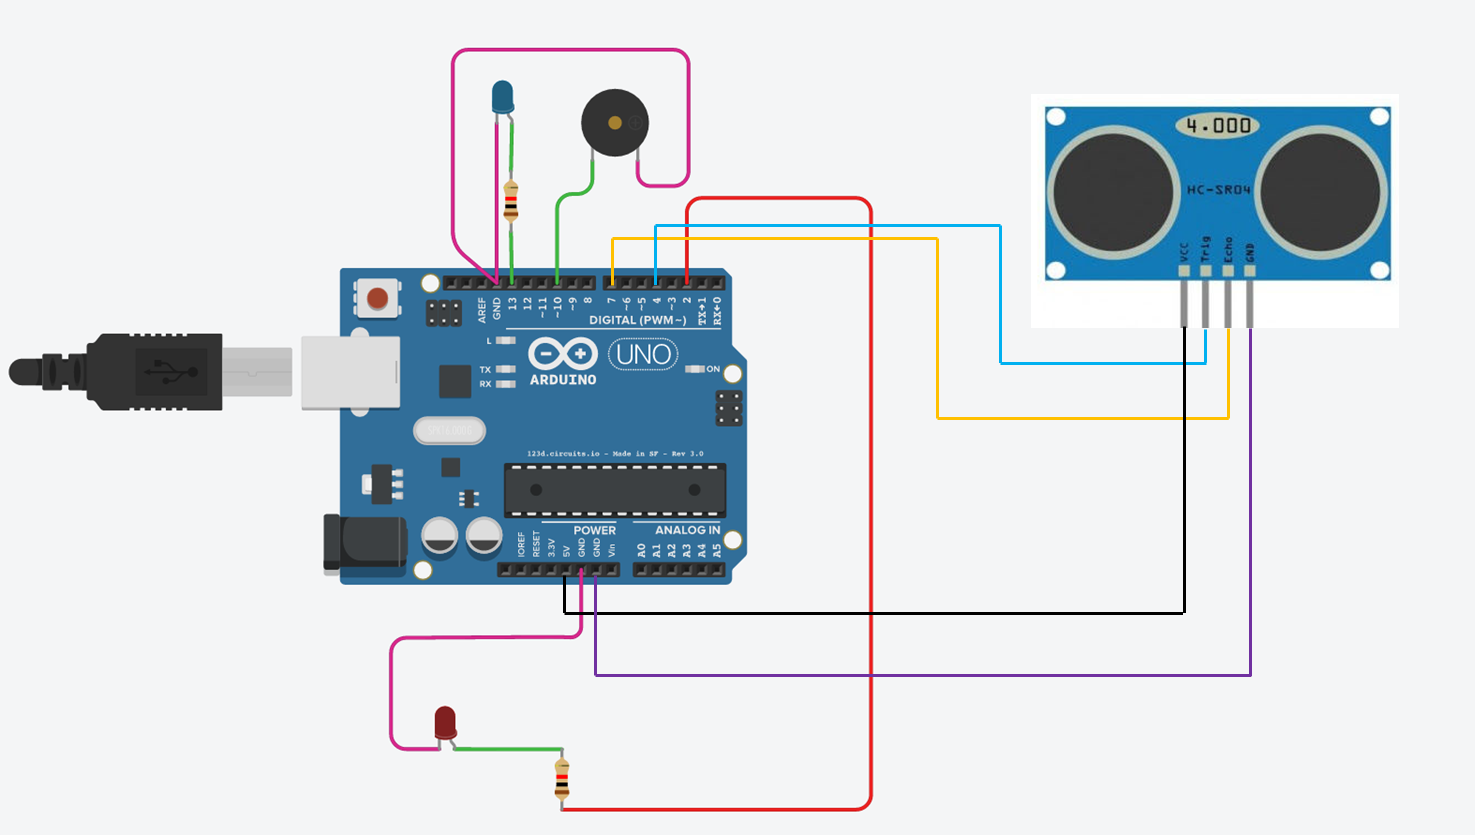 4.000
HC-SR04
VCC
Trig
Echo
GND
AREF
GND
13
12
~11
~10
~9
8
7
~6
~5
4
~3
2
TX→1
RX←0
DIGITAL (PWM~)
L
TX
RX
ARDUINO
UNO
ON
123d.circuits.io - Made in SF - Rev 3.0
POWER
ANALOG IN
IOREF
RESET
3.3V
5V
GND
GND
Vin
A0
A1
A2
A3
A4
A5